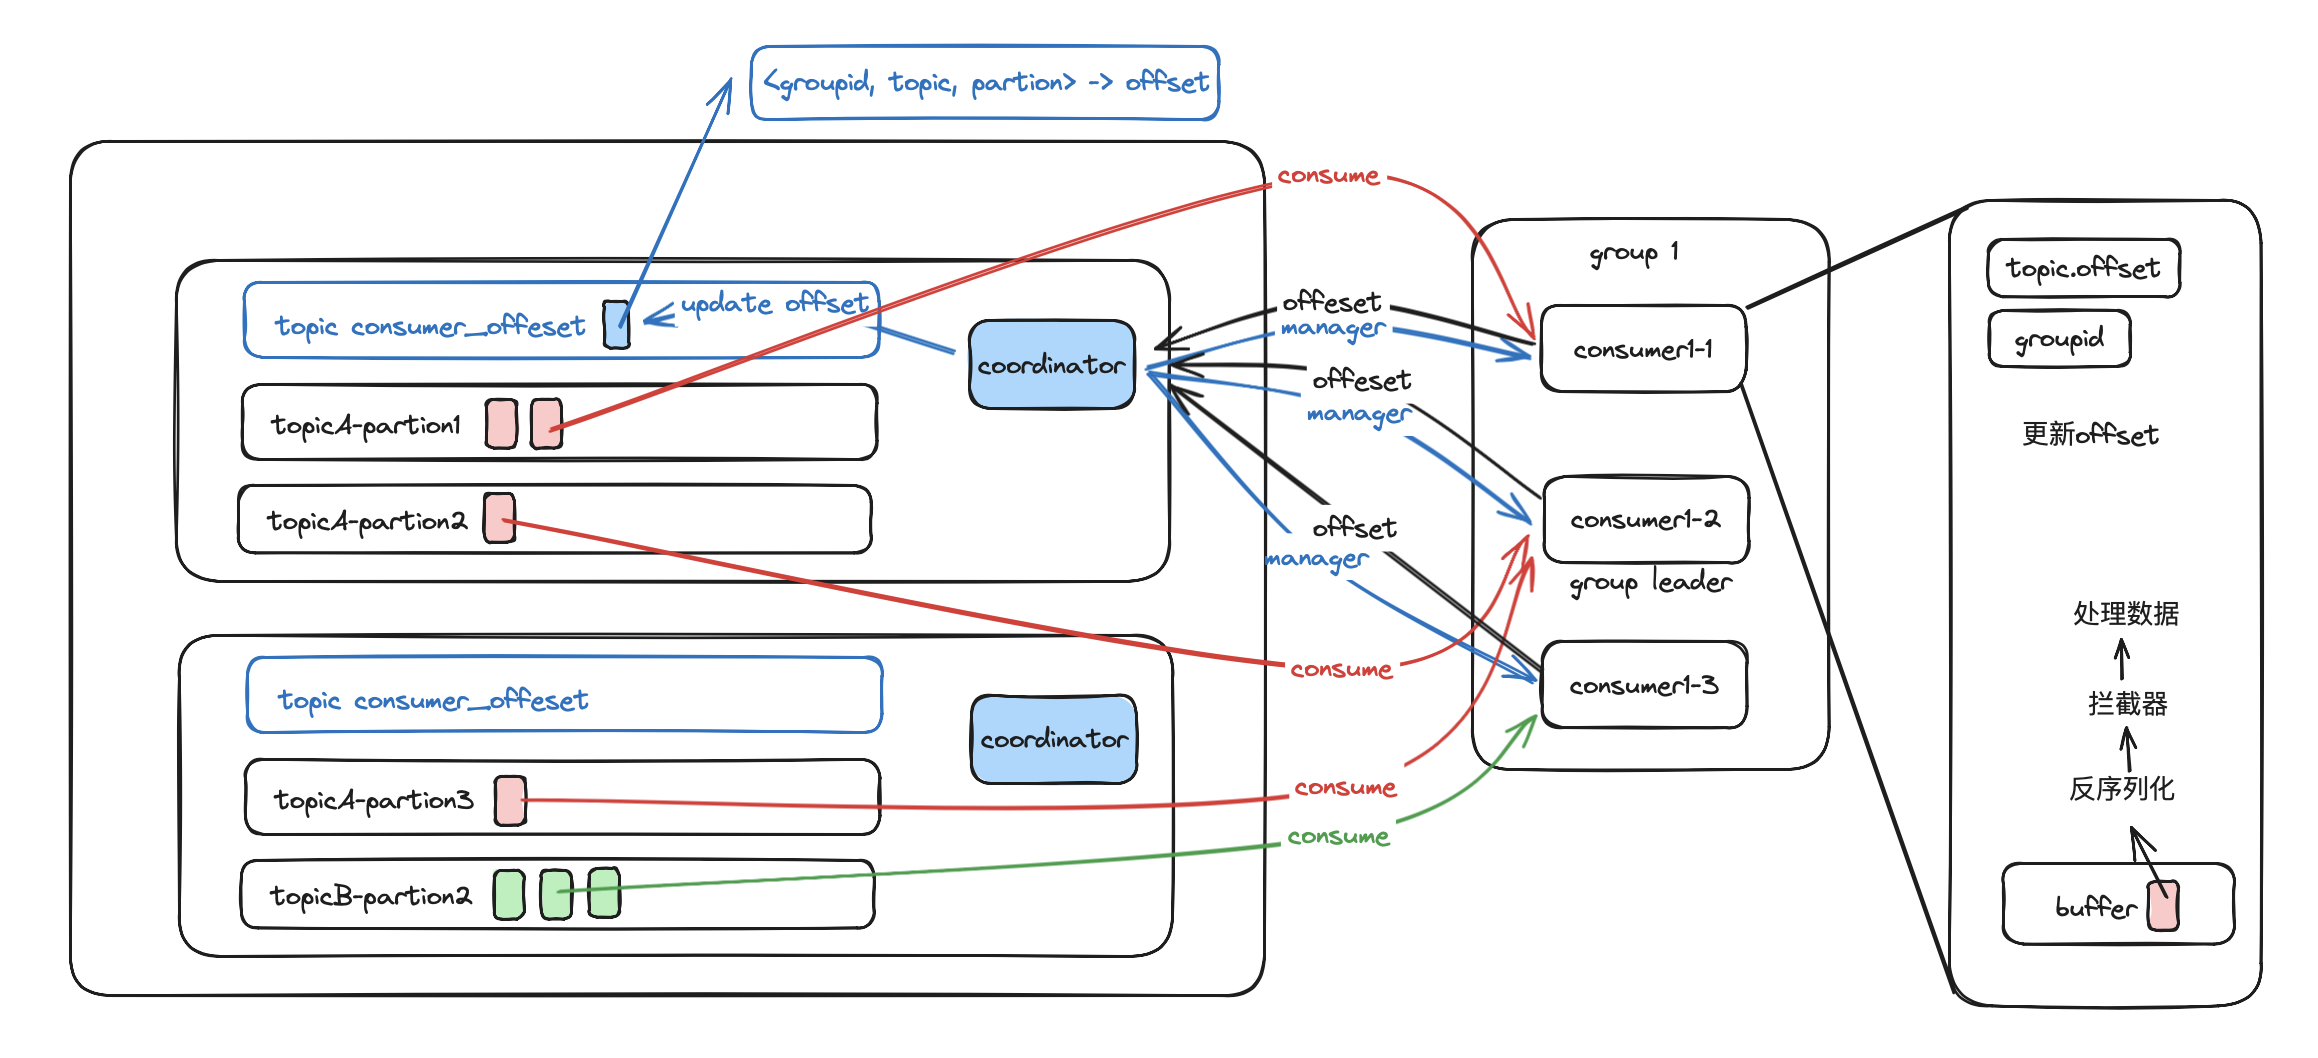 <groupid, topic, partion> -> offset
topic consumer__offeset
update offset
coordinator
topicA-partion1
topicA-partion2
topic consumer__offeset
coordinator
topicA-partion3
topicB-partion2
consume
offeset
manager
offeset
manager
offset
manager
consume
consume
consume
group 1
consumer1-1
consumer1-2
group leader
consumer1-3
topic.offset
groupid
更新offset
处理数据
拦截器
反序列化
buffer